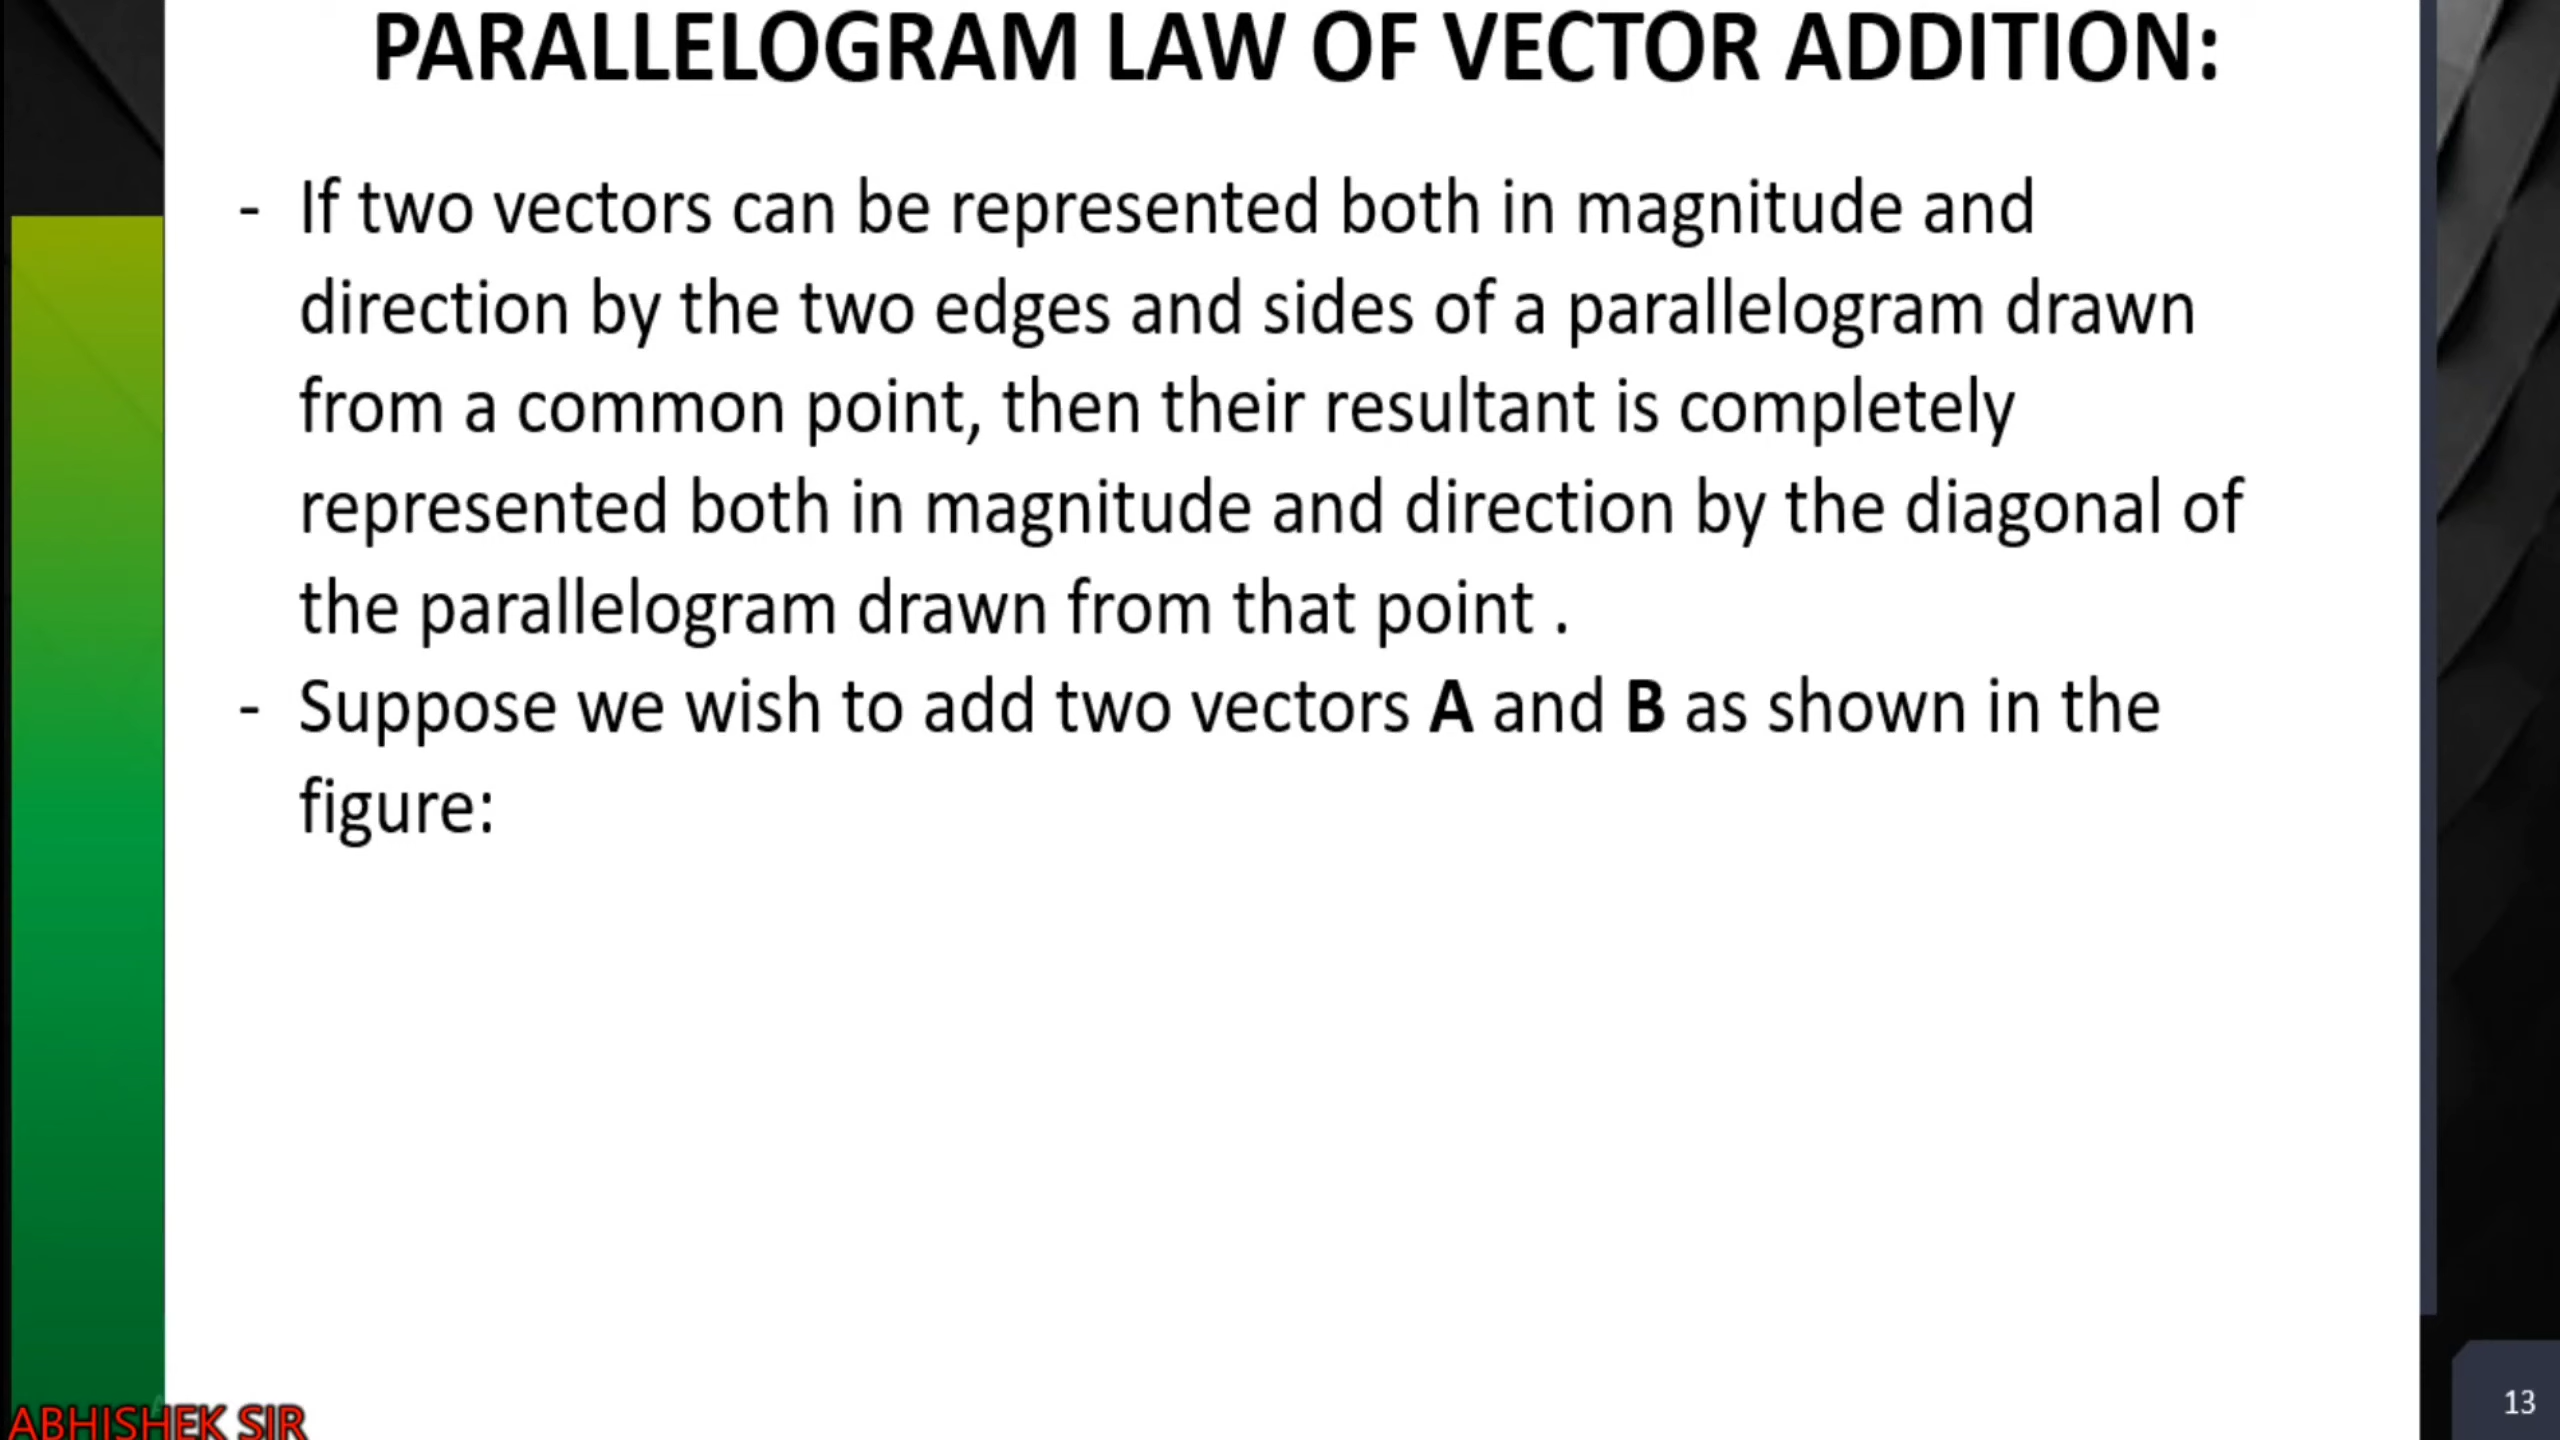 PARALLELOGRAM LAW OF VECTOR ADDITION:
- If two vectors can be represented both in magnitude and
direction by the two edges and sides of a parallelogram drawn
from a common point, then their resultant is completely
represented both in magnitude and direction by the diagonal of
the parallelogram drawn from that point .
- Suppose we wish to add two vectors A and B as shown in the
figure:
ABHISHEK SIR
13